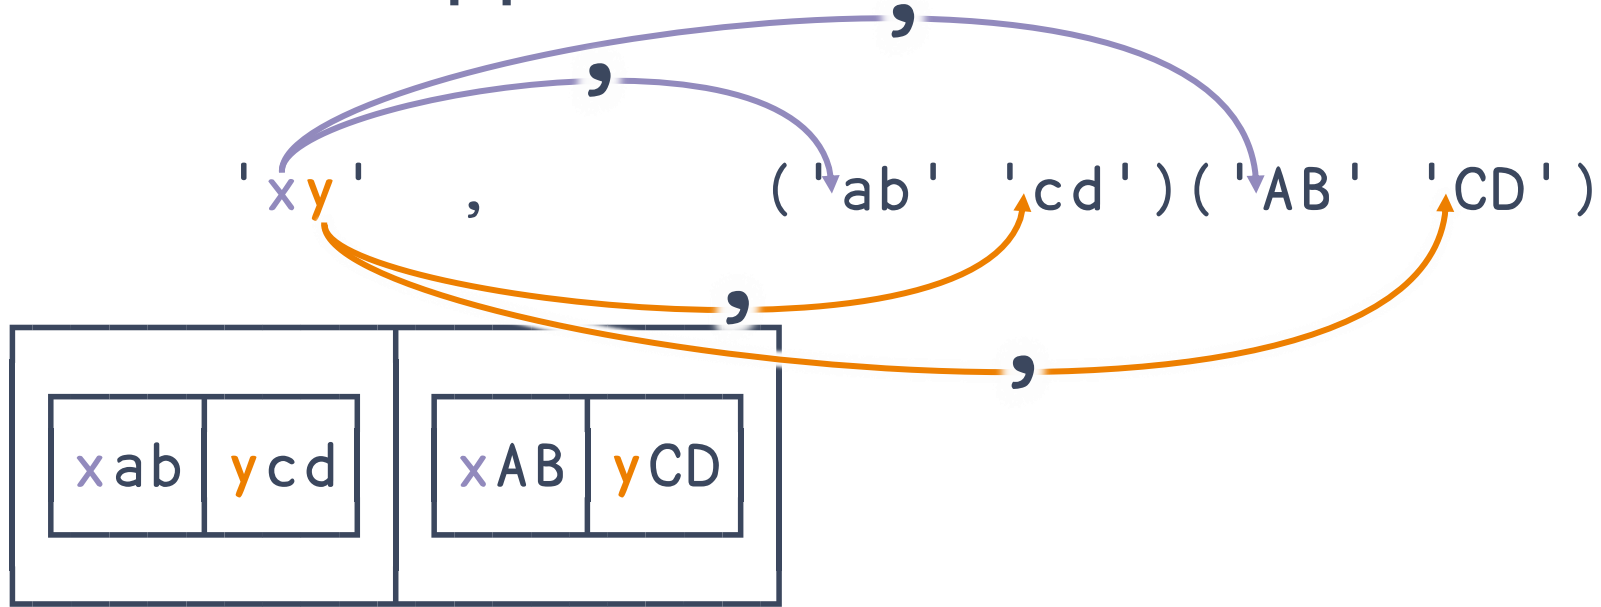 ,
,
'xy' , ('ab' 'cd')('AB' 'CD')
,
,
xab ycd xAB yCD